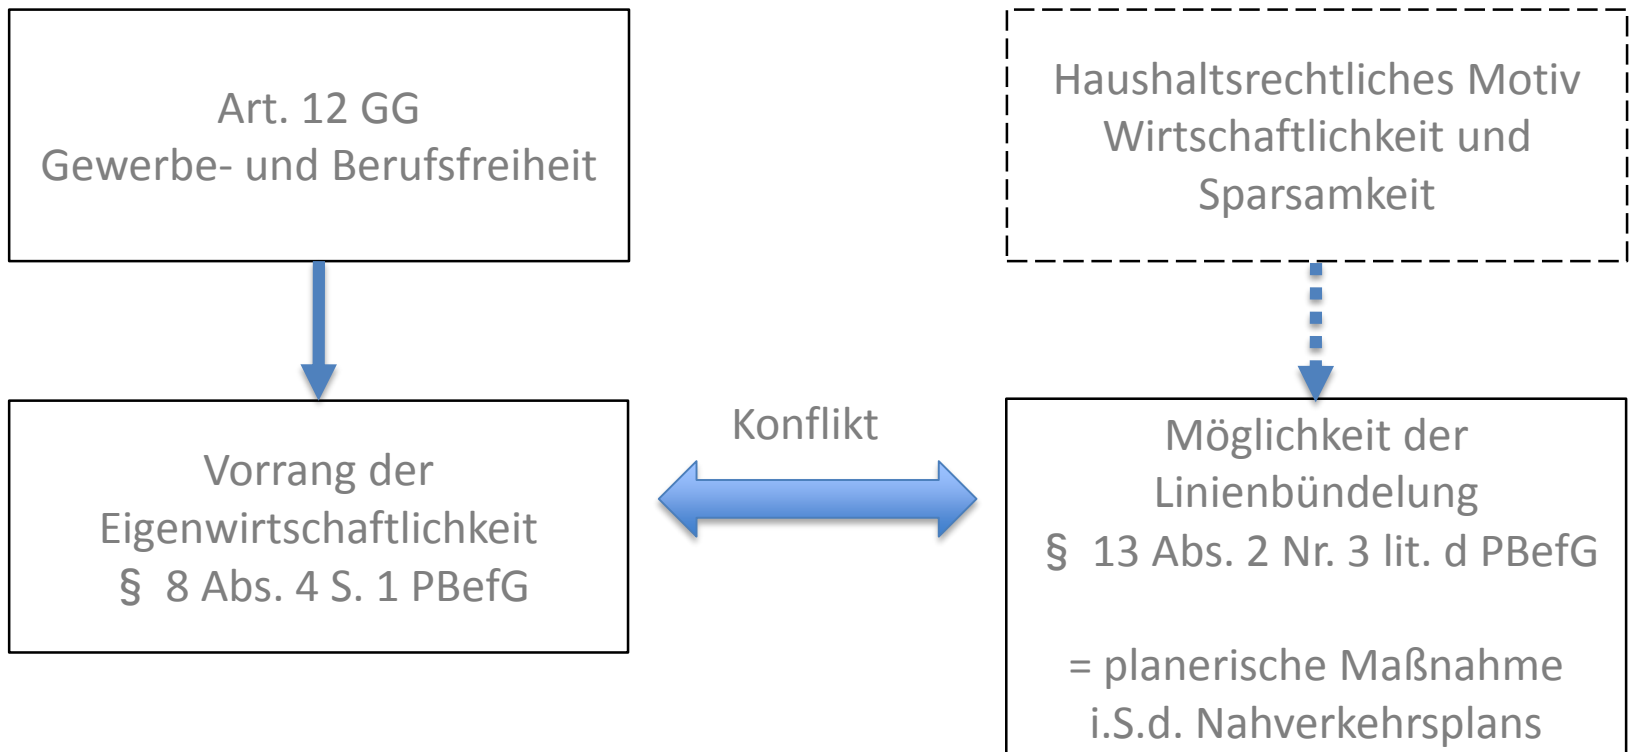 Art. 12 GG
Gewerbe- und Berufsfreiheit
Haushaltsrechtliches Motiv
Wirtschaftlichkeit und
Sparsamkeit
Vorrang der
Eigenwirtschaftlichkeit
§ 8 Abs. 4 S. 1 PBefG
Konflikt
Möglichkeit der
Linienbündelung
§ 13 Abs. 2 Nr. 3 lit. d PBefG
= planerische Maßnahme
i.S.d. Nahverkehrsplans